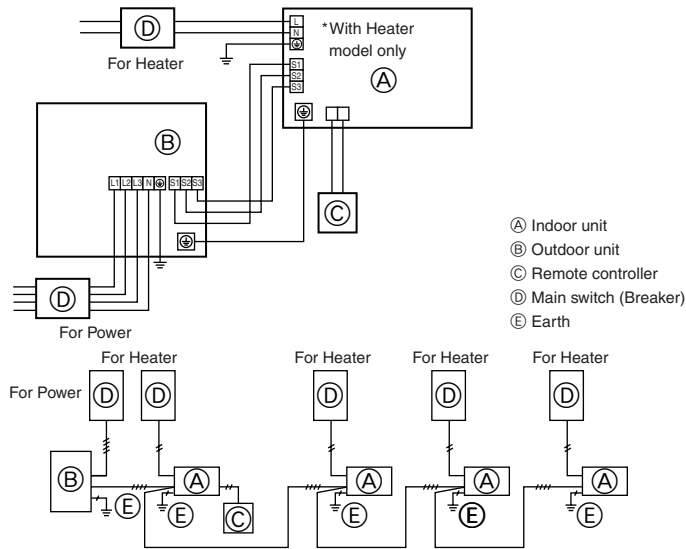 L
N
*With Heater
model only
D
For Heater
S1
S2
S3
A
B
L1 L2 L3 N S1 S2 S3
C
D
For Power
A Indoor unit
B Outdoor unit
C Remote controller
D Main switch (Breaker)
E Earth
For Heater For Heater For Heater For Heater
For Power
D D D D D
B A A A A
E E C E E E